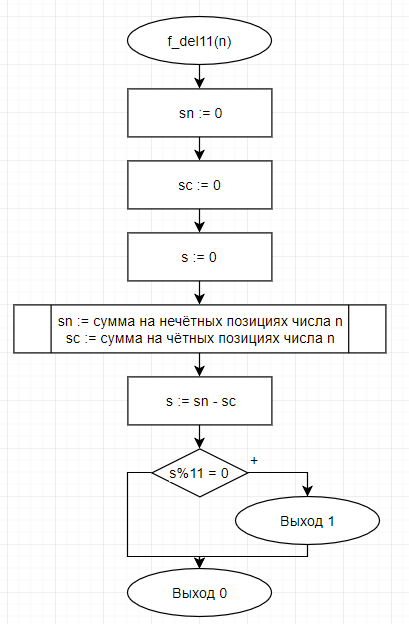 f_del11(n)
sn := 0
sc := 0
s := 0
sn := сумма на нечётных позициях числа n
sc := сумма на чётных позициях числа n
s := sn - sc
s%11 = 0
+
Выход 1
Выход 0